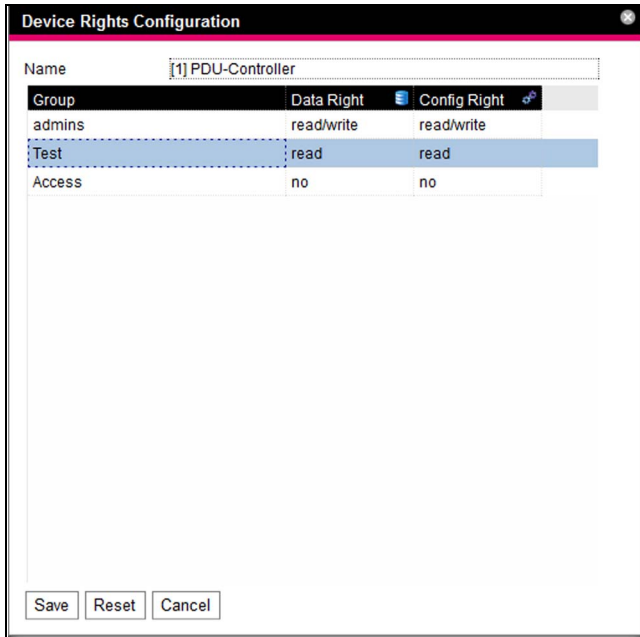 Device Rights Configuration
Name [1] PDU-Controller
Group Data Right Config Right
admins read/write read/write
Test read read
Access no no
Save Reset Cancel